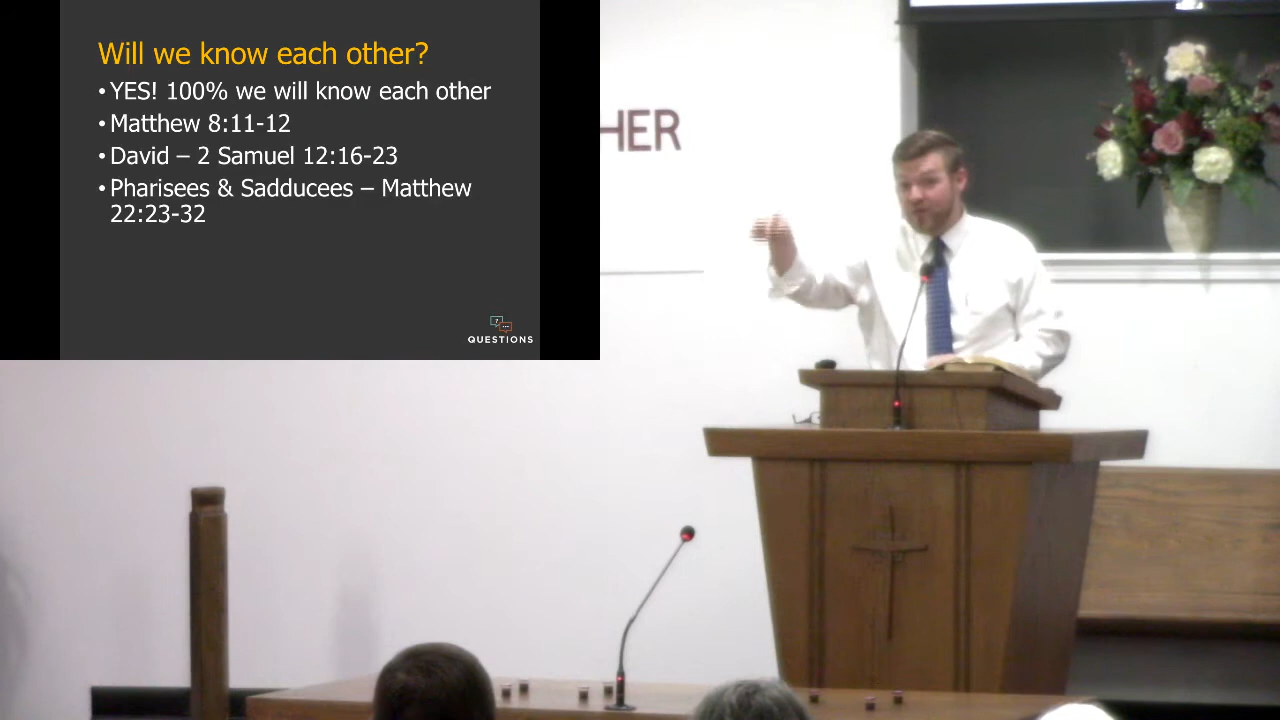 Will we know each other?
• YES! 100% we will know each other
• Matthew 8:11-12
• David – 2 Samuel 12:16-23
• Pharisees & Sadducees – Matthew
22:23-32
QUESTIONS
HER